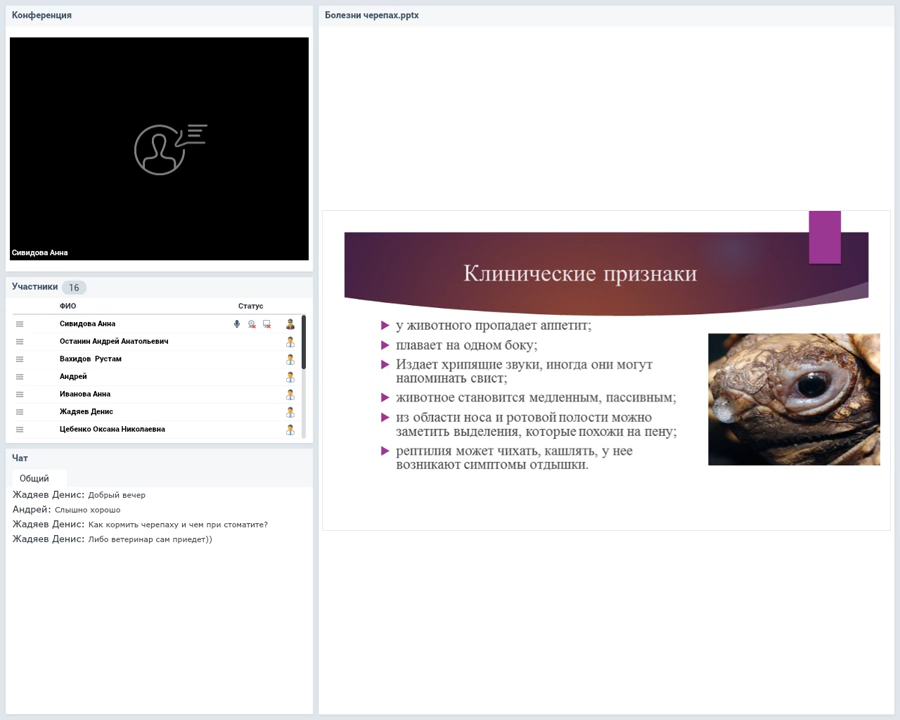 Конференция
Сивидова Анна
Участники 16
ФИО Статус
Сивидова Анна
Останин Андрей Анатольевич
Вахидов Рустам
Андрей
Иванова Анна
Жадяев Денис
Цебенко Оксана Николаевна
Чат
Общий
Жадяев Денис: Добрый вечер
Андрей: Слышно хорошо
Жадяев Денис: Как кормить черепаху и чем при стоматите?
Жадяев Денис: Либо ветеринар сам приедет))
Болезни черепах.pptx
Клинические признаки
у животного пропадает аппетит;
плавает на одном боку;
Издает хрипящие звуки, иногда они могут
напоминать свист;
животное становится медленным, пассивным;
из области носа и ротовой полости можно
заметить выделения, которые похожи на пену;
рептилия может чихать, кашлять, у нее
возникают симптомы отдышки.